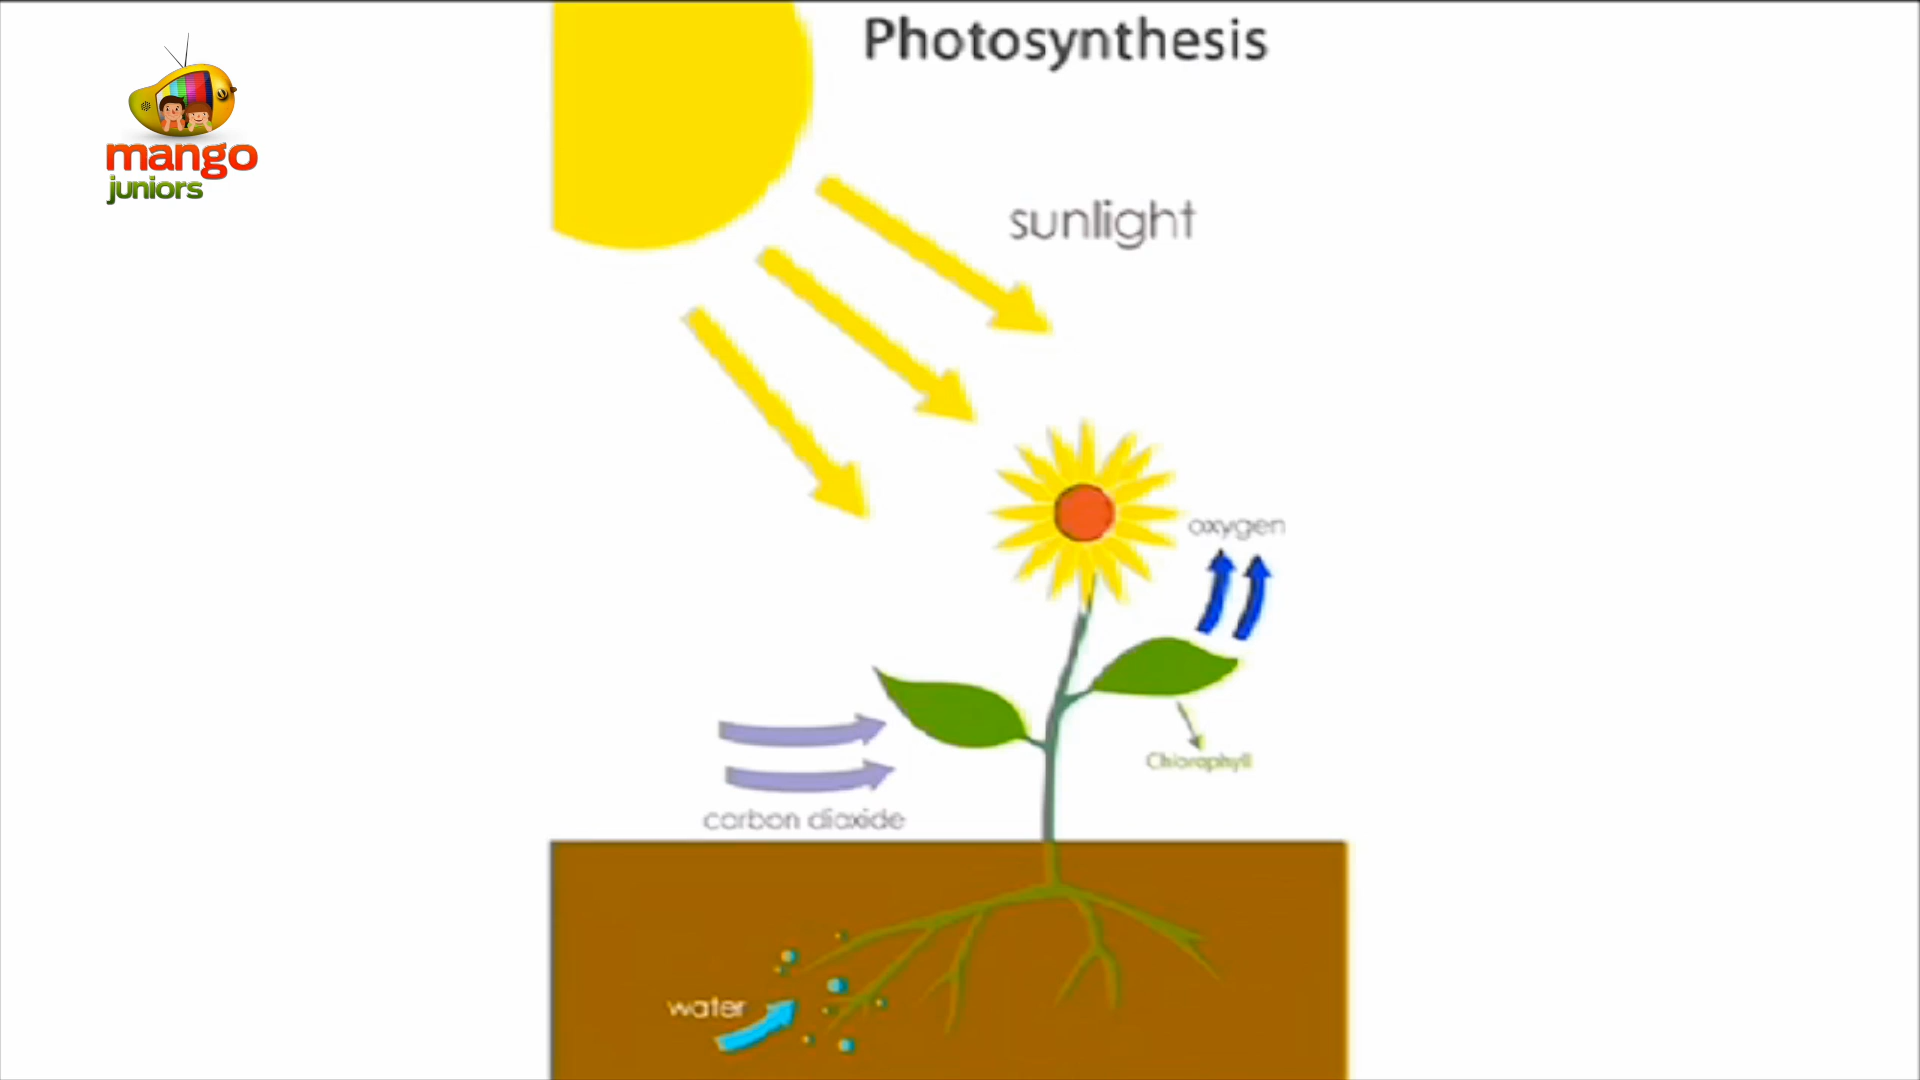 Photosynthesis
mango
juniors
sunlight
oxygen
Chlorophyll
carbon dioxide
water